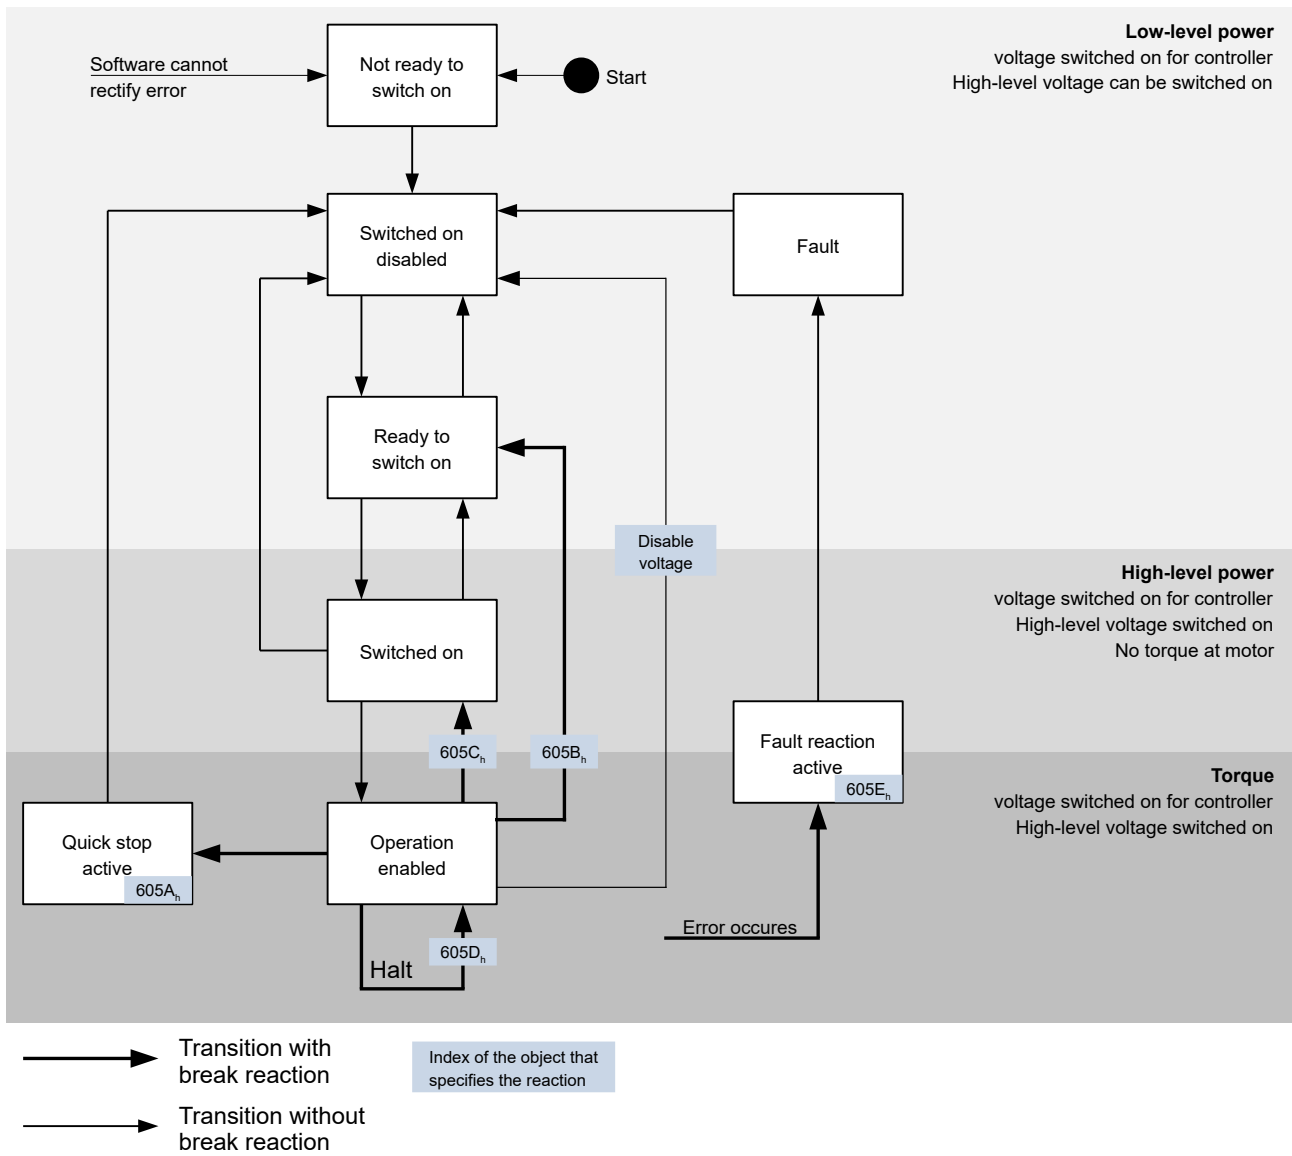 Low-level power
voltage switched on for controller
High-level voltage can be switched on
Software cannot
rectify error
Not ready to
switch on
Start
Switched on
disabled
Fault
Ready to
switch on
Disable
voltage
High-level power
voltage switched on for controller
High-level voltage switched on
No torque at motor
Switched on
605Ch
605Bh
Fault reaction
active
605Eh
Torque
voltage switched on for controller
High-level voltage switched on
Quick stop
active
605Ah
Operation
enabled
Error occures
605Dh
Halt
Transition with
break reaction
Index of the object that
specifies the reaction
Transition without
break reaction